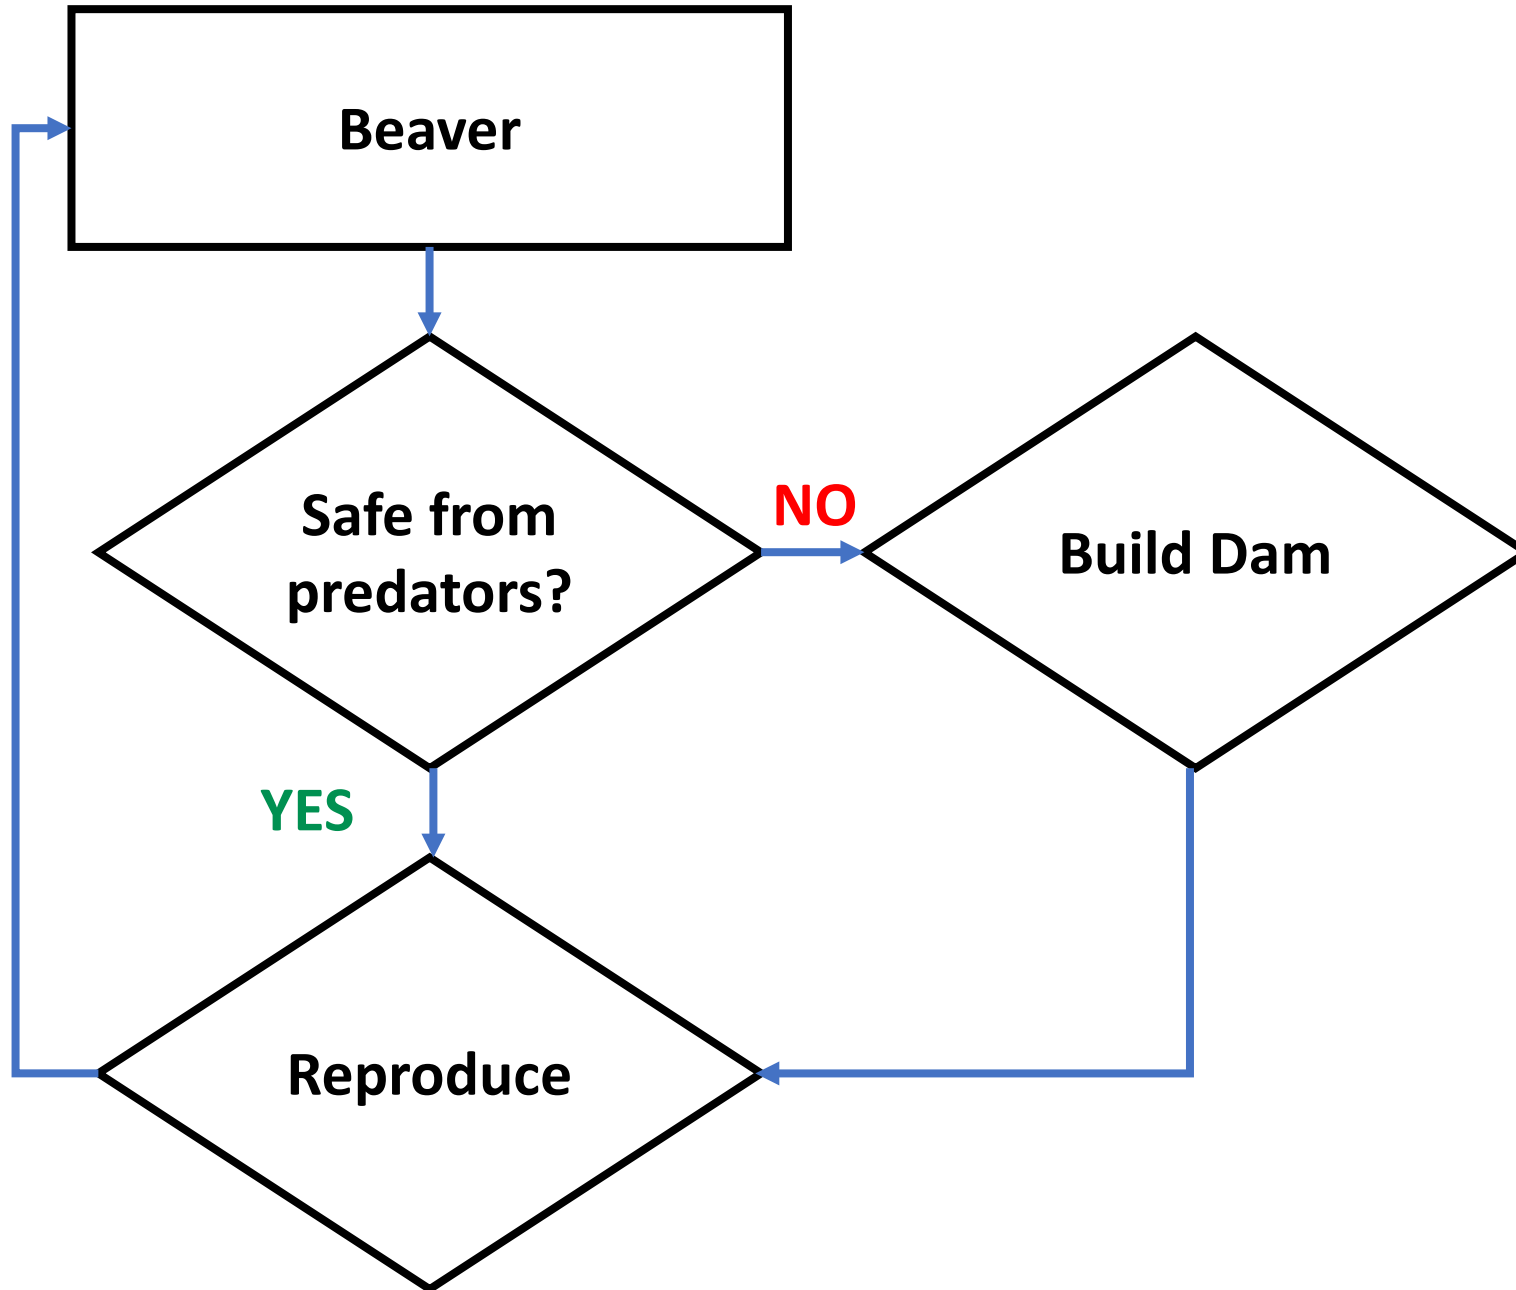 Beaver
Safe from
predators?
NO
Build Dam
YES
Reproduce